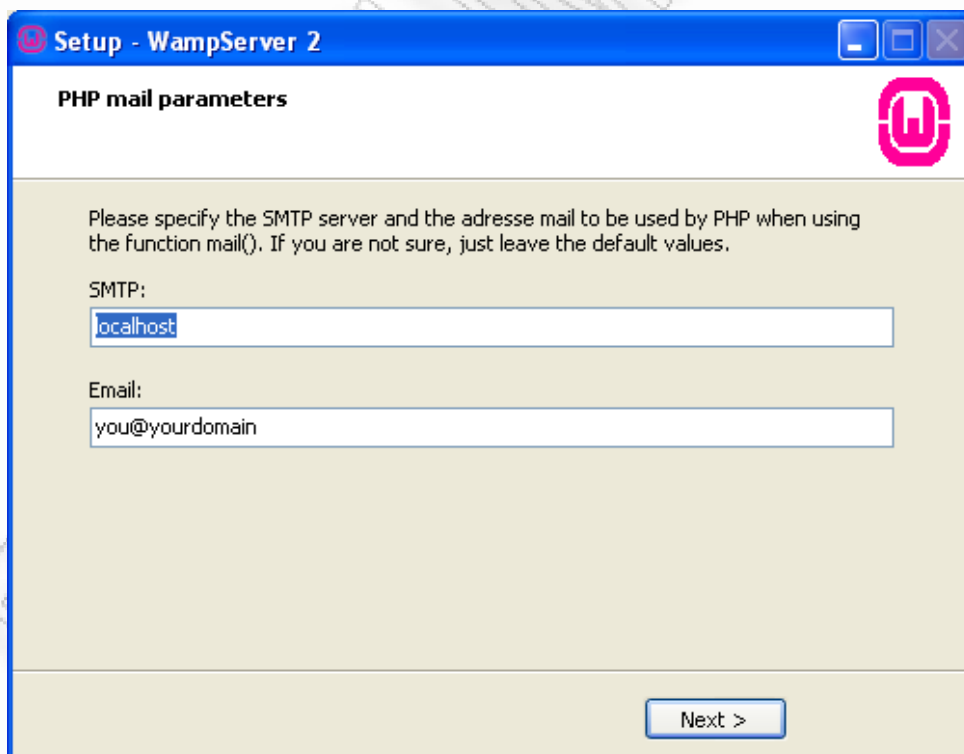 Setup - WampServer 2
PHP mail parameters
Please specify the SMTP server and the adresse mail to be used by PHP when using
the function mail(). If you are not sure, just leave the default values.
SMTP:
localhost
Email:
you@yourdomain
Next >